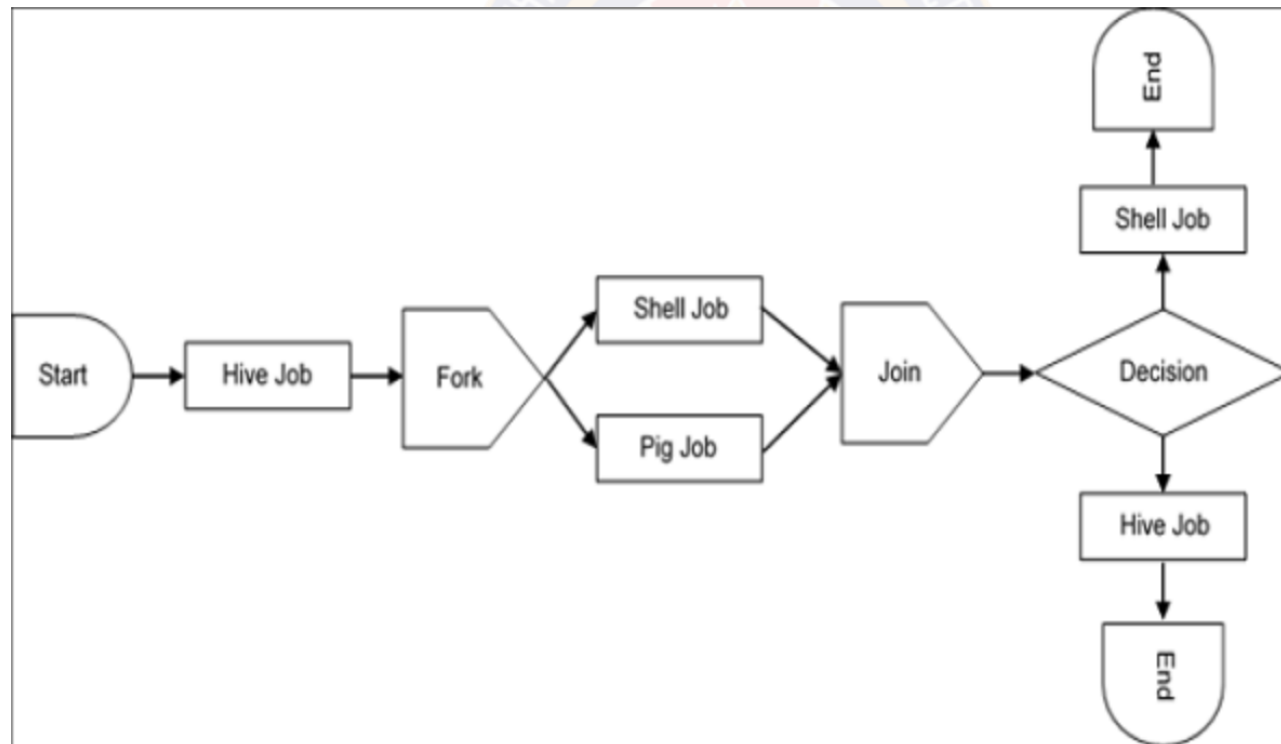 Start
Hive Job
Fork
Shell Job
Pig Job
Join
Decision
Shell Job
End
Hive Job
End